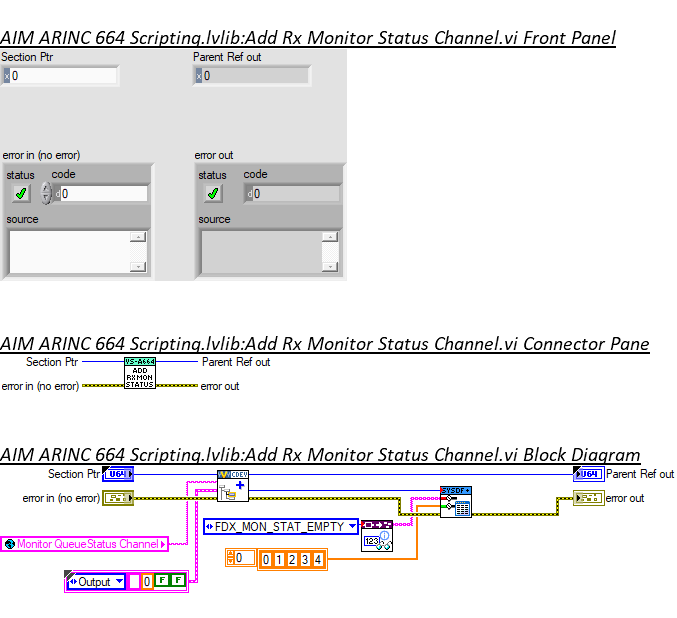 AIM ARINC 664 Scripting.lvlib:Add Rx Monitor Status Channel.vi Front Panel
Section Ptr Parent Ref out
x 0 x 0
error in (no error) error out
status code status code
d 0 d 0
source source
AIM ARINC 664 Scripting.lvlib:Add Rx Monitor Status Channel.vi Connector Pane
Section Ptr VS-A664 Parent Ref out
ADD
RXMON
error in (no error) STATUS error out
AIM ARINC 664 Scripting.lvlib:Add Rx Monitor Status Channel.vi Block Diagram
Section Ptr U64 CDEV U64 Parent Ref out
error in (no error) SYSDF error out
FDX_MON_STAT_EMPTY
123
Monitor QueueStatus Channel
0 0 1 2 3 4
Output 0 F F